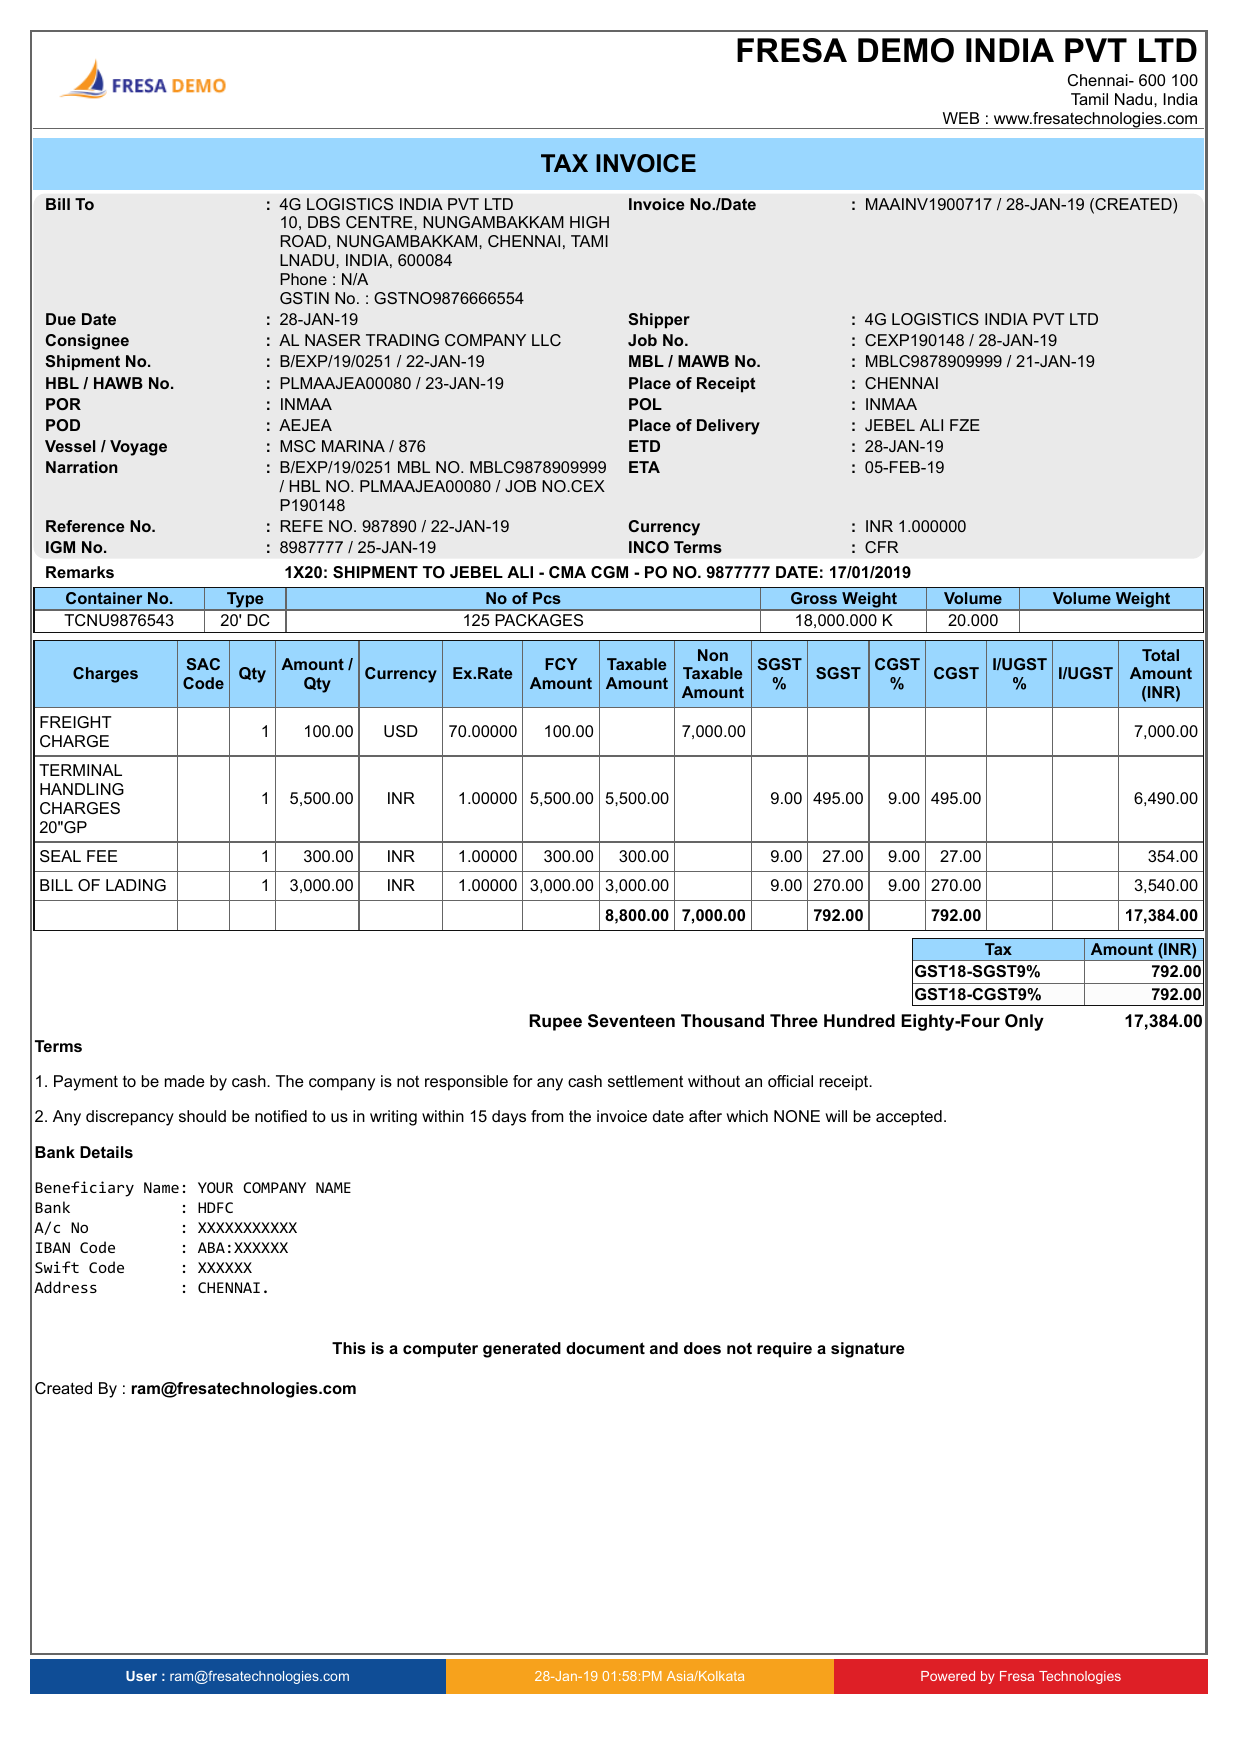 FRESA DEMO
FRESA DEMO INDIA PVT LTD
Chennai- 600 100
Tamil Nadu, India
WEB : www.fresatechnologies.com
TAX INVOICE
Bill To : 4G LOGISTICS INDIA PVT LTD Invoice No./Date : MAAINV1900717 / 28-JAN-19 (CREATED)
10, DBS CENTRE, NUNGAMBAKKAM HIGH
ROAD, NUNGAMBAKKAM, CHENNAI, TAMI
LNADU, INDIA, 600084
Phone : N/A
GSTIN No. : GSTNO9876666554
Due Date : 28-JAN-19 Shipper : 4G LOGISTICS INDIA PVT LTD
Consignee : AL NASER TRADING COMPANY LLC Job No. : CEXP190148 / 28-JAN-19
Shipment No. : B/EXP/19/0251 / 22-JAN-19 MBL / MAWB No. : MBLC9878909999 / 21-JAN-19
HBL / HAWB No. : PLMAAJEA00080 / 23-JAN-19 Place of Receipt : CHENNAI
POR : INMAA POL : INMAA
POD : AEJEA Place of Delivery : JEBEL ALI FZE
Vessel / Voyage : MSC MARINA / 876 ETD : 28-JAN-19
Narration : B/EXP/19/0251 MBL NO. MBLC9878909999 ETA : 05-FEB-19
/ HBL NO. PLMAAJEA00080 / JOB NO.CEX
P190148
Reference No. : REFE NO. 987890 / 22-JAN-19 Currency : INR 1.000000
IGM No. : 8987777 / 25-JAN-19 INCO Terms : CFR
Remarks 1X20: SHIPMENT TO JEBEL ALI - CMA CGM - PO NO. 9877777 DATE: 17/01/2019
Container No. Type No of Pcs Gross Weight Volume Volume Weight
TCNU9876543 20' DC 125 PACKAGES 18,000.000 K 20.000
Charges SAC Code Qty Amount / Qty Currency Ex.Rate FCY Amount Taxable Amount Non Taxable Amount SGST % SGST CGST % CGST I/UGST % I/UGST Total Amount (INR)
FREIGHT CHARGE 1 100.00 USD 70.00000 100.00 7,000.00 7,000.00
TERMINAL HANDLING CHARGES 20"GP 1 5,500.00 INR 1.00000 5,500.00 5,500.00 9.00 495.00 9.00 495.00 6,490.00
SEAL FEE 1 300.00 INR 1.00000 300.00 300.00 9.00 27.00 9.00 27.00 354.00
BILL OF LADING 1 3,000.00 INR 1.00000 3,000.00 3,000.00 9.00 270.00 9.00 270.00 3,540.00
8,800.00 7,000.00 792.00 792.00 17,384.00
Tax Amount (INR)
GST18-SGST9% 792.00
GST18-CGST9% 792.00
Rupee Seventeen Thousand Three Hundred Eighty-Four Only 17,384.00
Terms
1. Payment to be made by cash. The company is not responsible for any cash settlement without an official receipt.
2. Any discrepancy should be notified to us in writing within 15 days from the invoice date after which NONE will be accepted.
Bank Details
Beneficiary Name: YOUR COMPANY NAME
Bank : HDFC
A/c No : XXXXXXXXXXX
IBAN Code : ABA:XXXXXX
Swift Code : XXXXXX
Address : CHENNAI.
This is a computer generated document and does not require a signature
Created By : ram@fresatechnologies.com
User : ram@fresatechnologies.com 28-Jan-19 01:58:PM Asia/Kolkata Powered by Fresa Technologies